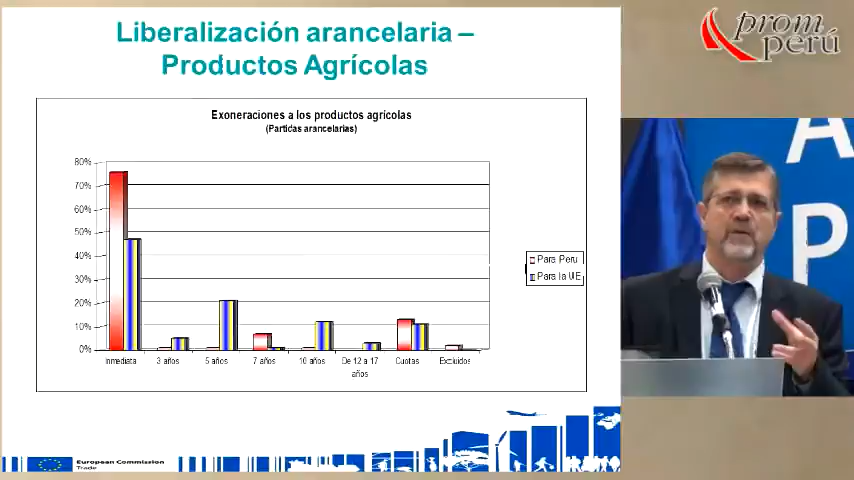 Liberalización arancelaria –
Productos Agrícolas
prom
perú
Exoneraciones a los productos agrícolas
(Partidas arancelarias)
80%
70%
60%
50%
40%
30%
20%
10%
0%
Inmediata
3 años
5 años
7 años
10 años
De 12 a 17
años
Cuotas
Excluidos
Para Peru
Para la UE
A
P
European Commission
Trade